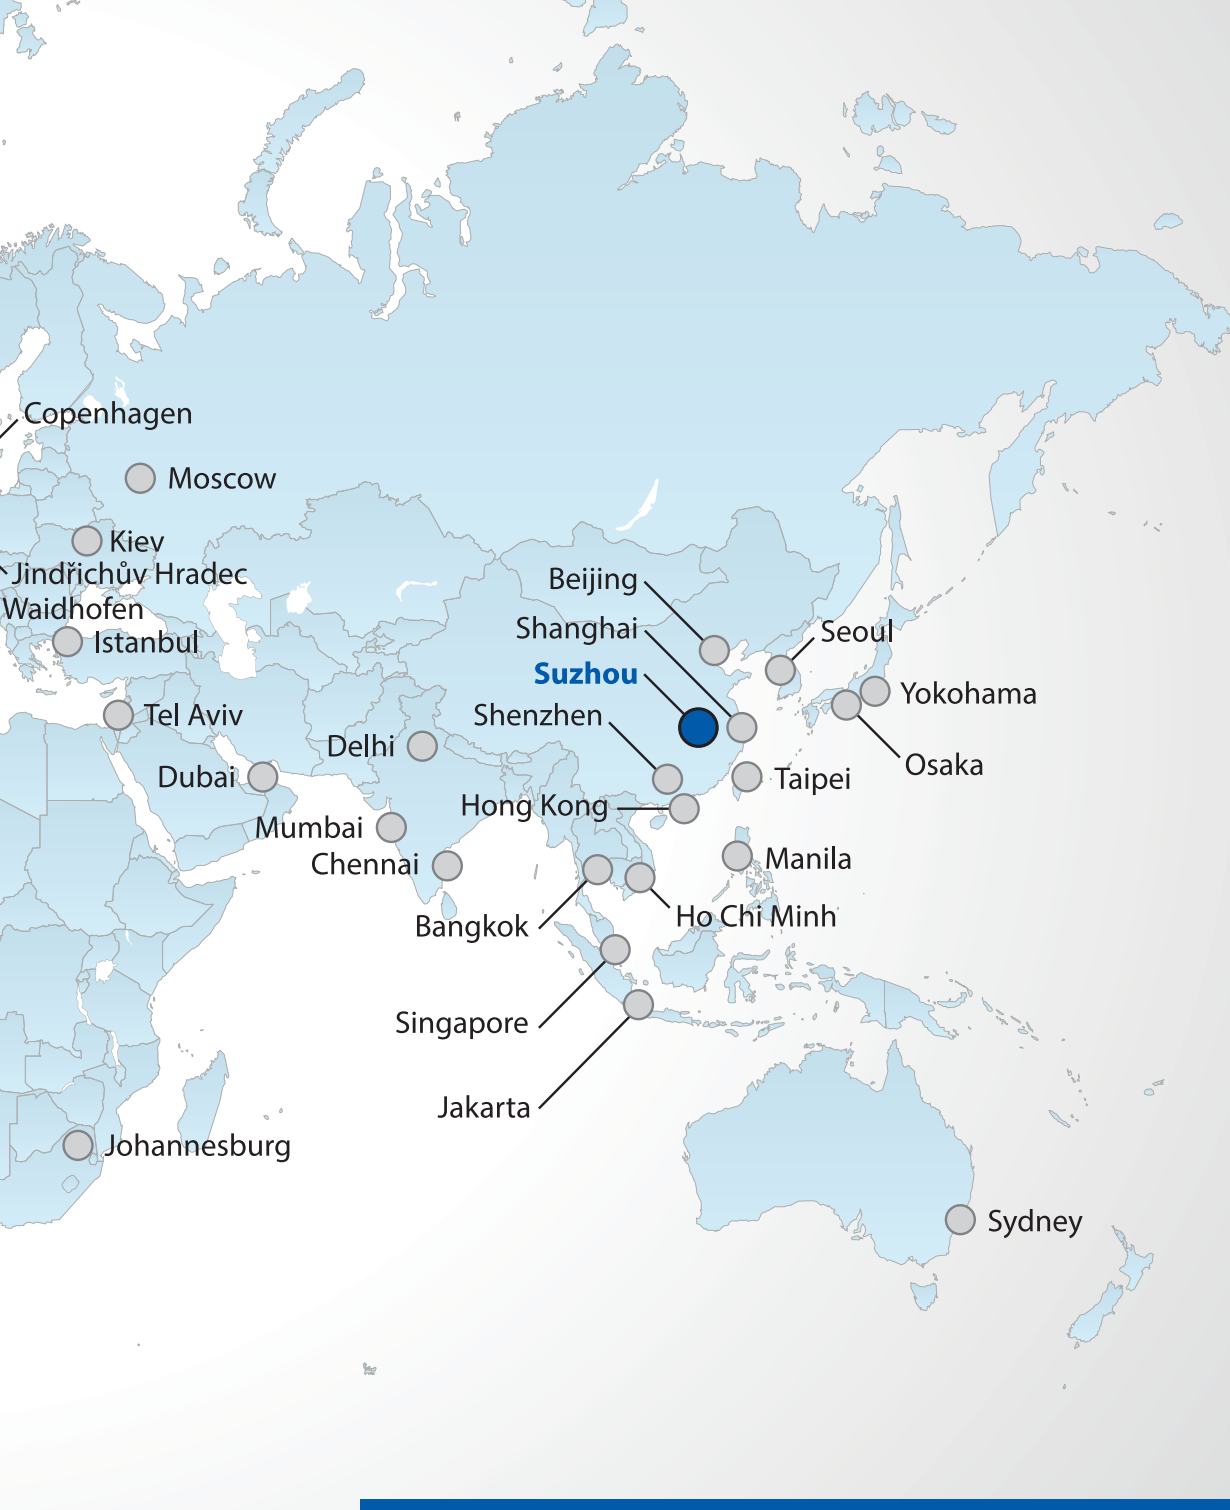 Copenhagen
Moscow
Kiev
Jindřichův Hradec
Beijing
Waidhofen
Shanghai
Seoul
Istanbul
Suzhou
Yokohama
Tel Aviv
Shenzhen
Delhi
Osaka
Dubai
Taipei
Hong Kong
Mumbai
Manila
Chennai
Ho Chi Minh
Bangkok
Singapore
Jakarta
Johannesburg
Sydney